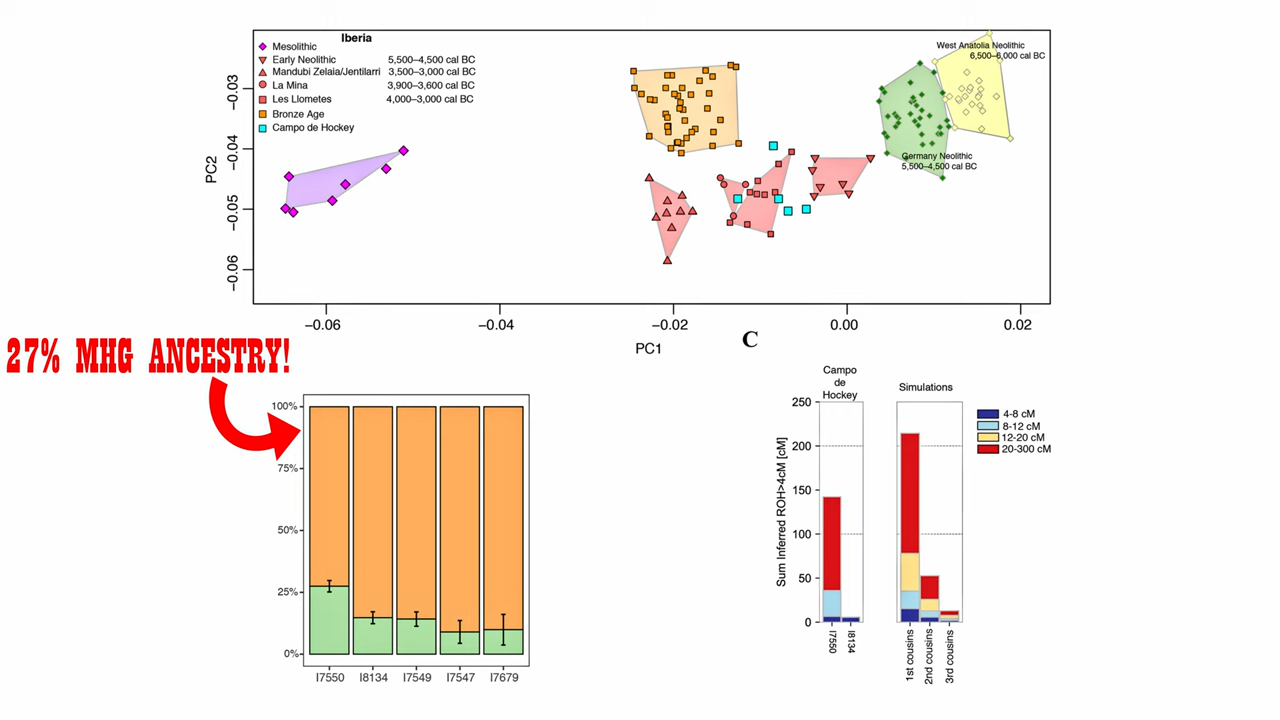 Iberia
Mesolithic
Early Neolithic 5,500–4,500 cal BC
Mandubi Zelaia/Jentilarri 3,500–3,000 cal BC
La Mina 3,900–3,600 cal BC
Les Llometes 4,000–3,000 cal BC
Bronze Age
Campo de Hockey
West Anatolia Neolithic
6,500–6,000 cal BC
Germany Neolithic
5,500–4,500 cal BC
PC2
−0.03
−0.04
−0.05
−0.06
−0.06 −0.04 −0.02 0.00 0.02
PC1
C
27% MHG ANCESTRY!
100%
75%
50%
25%
0%
I7550 I8134 I7549 I7547 I7679
Campo
de
Hockey
Simulations
Sum Inferred ROH>4cM [cM]
250
200
150
100
50
0
I7550
I8134
1st cousins
2nd cousins
3rd cousins
4-8 cM
8-12 cM
12-20 cM
20-300 cM